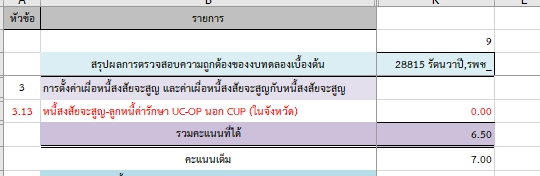 A K L
หัวข้อ รายการ
9
สรุปผลการตรวจสอบความถูกต้องของงบทดลองเบื้องต้น 28815 รัตนวาปี,รพช_
3 การตั้งค่าเผื่อหนี้สงสัยจะสูญ และค่าเผื่อหนี้สงสัยจะสูญกับหนี้สงสัยจะสูญ
3.13 หนี้สงสัยจะสูญ-ลูกหนี้ค่ารักษา UC-OP นอก CUP (ในจังหวัด) 0.00
รวมคะแนนที่ได้ 6.50
คะแนนเต็ม 7.00